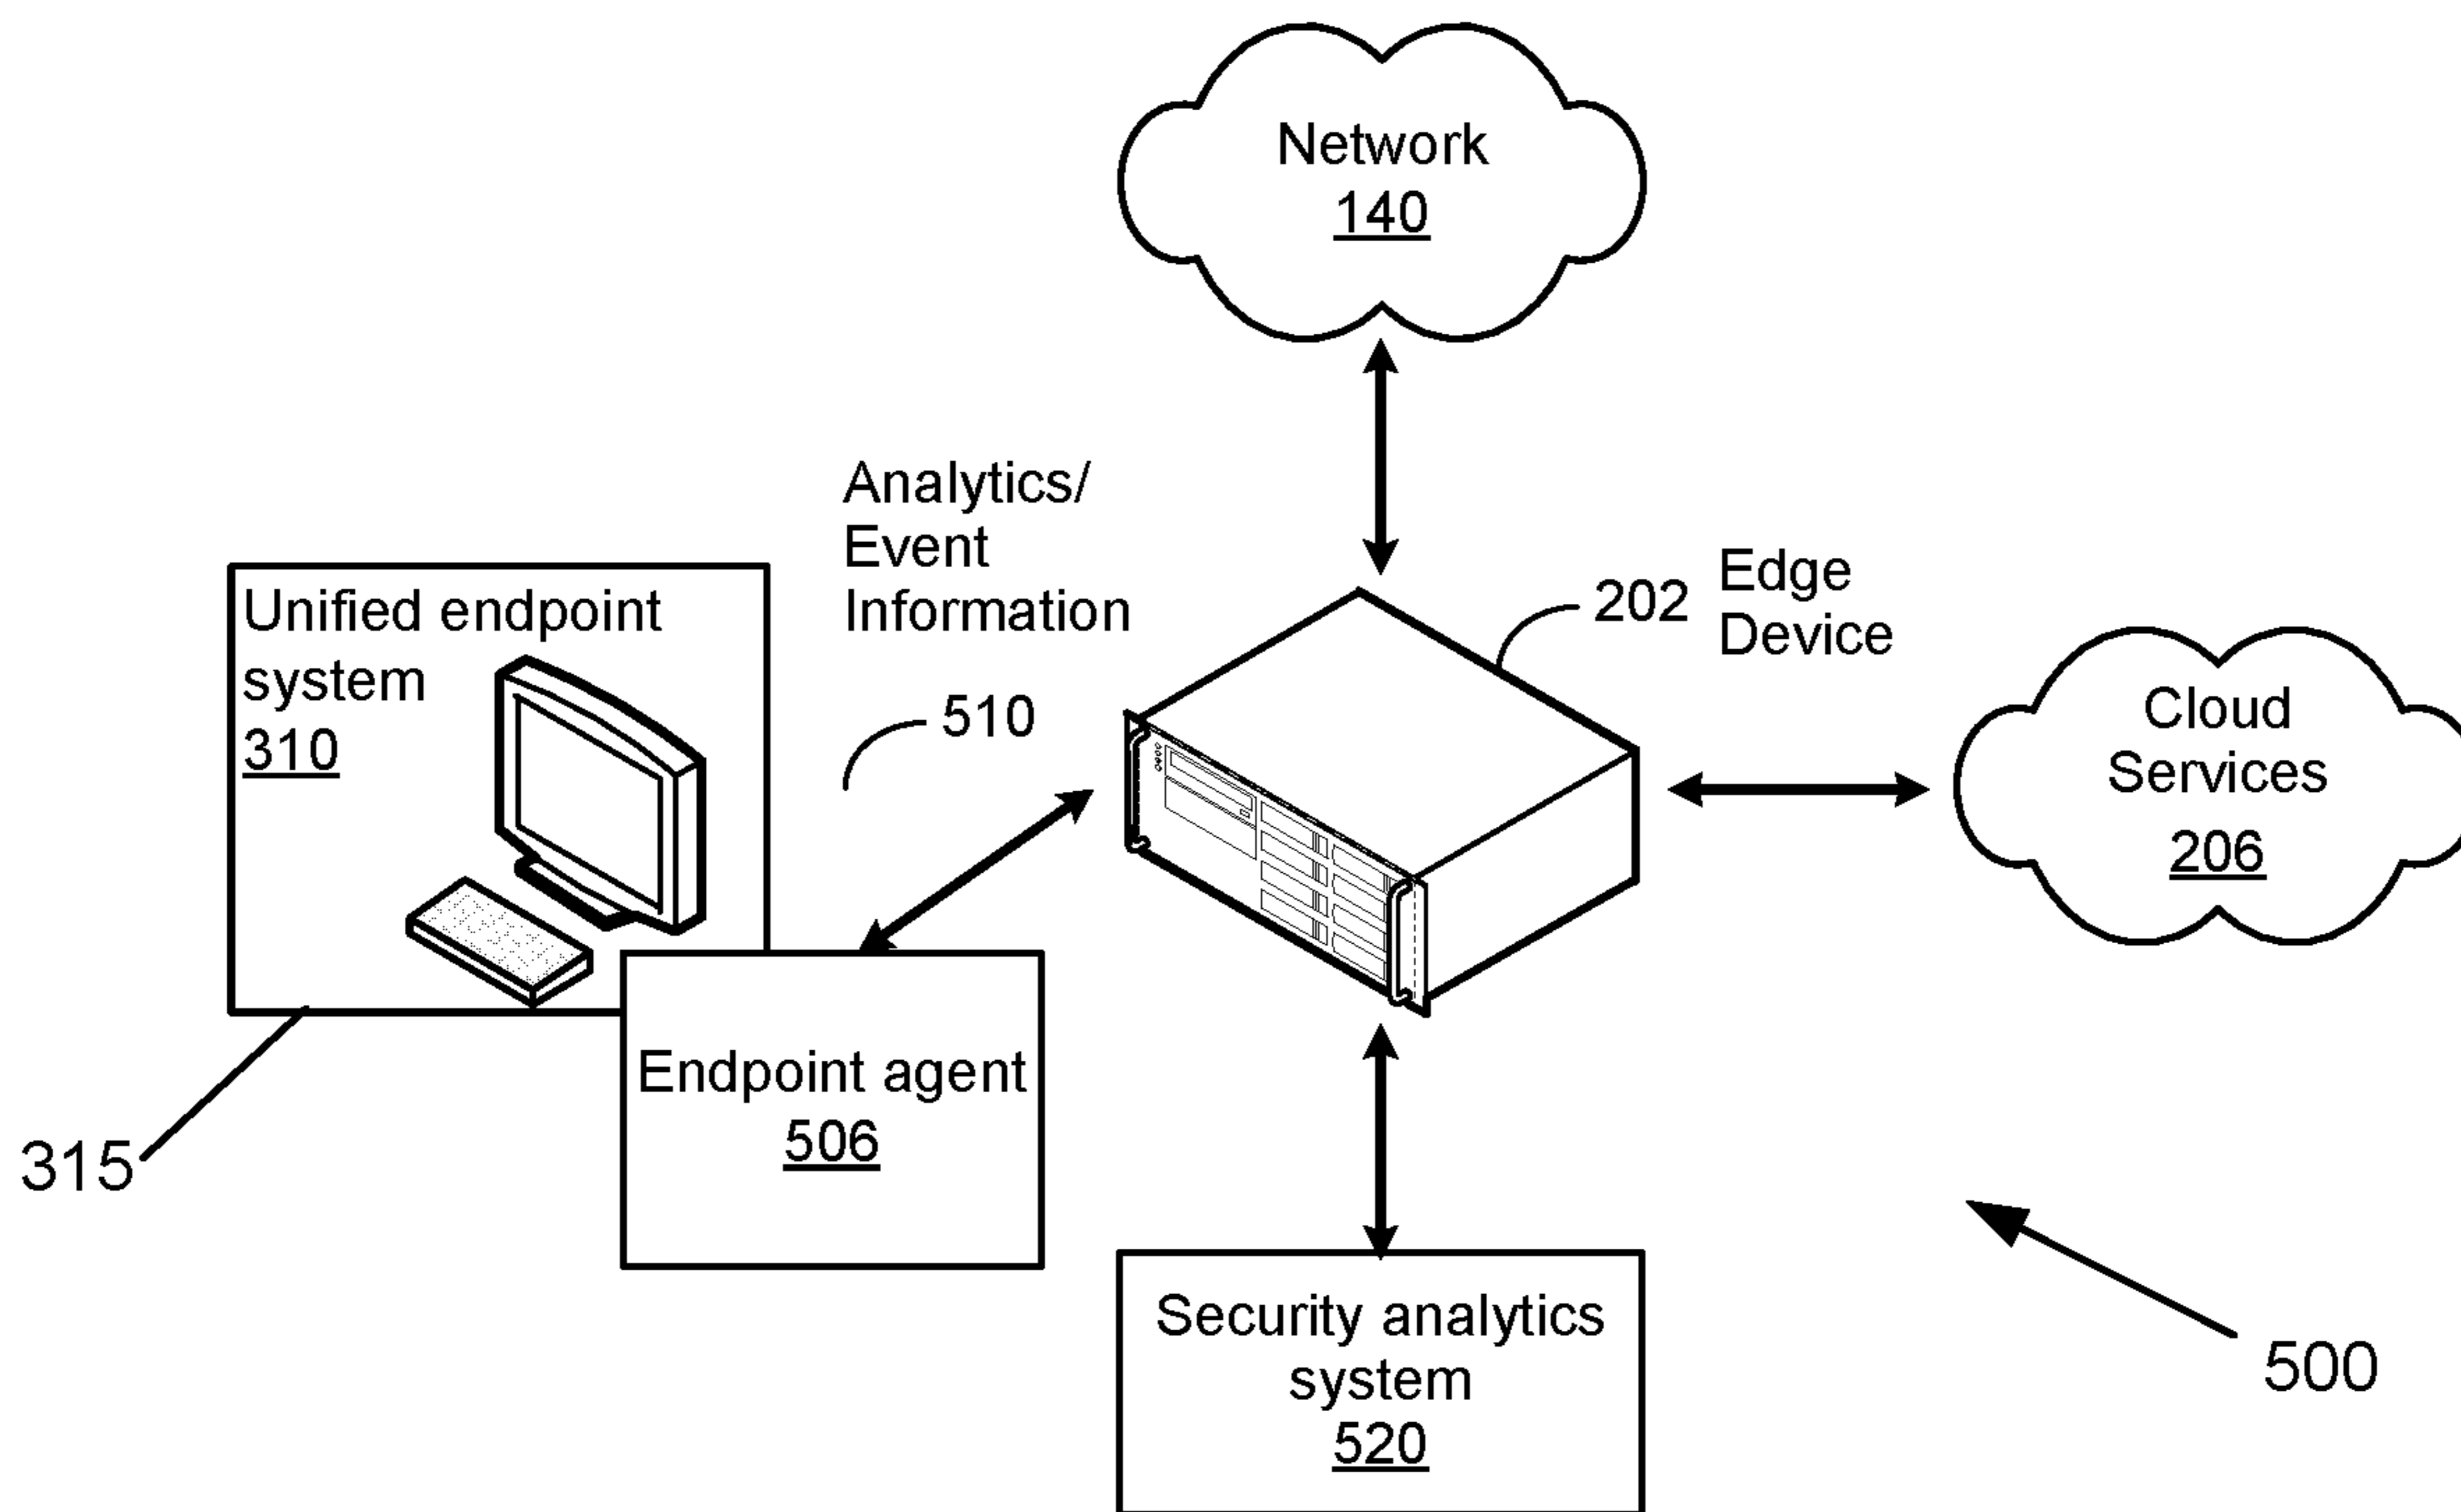 Network
140
Analytics/
Event
Information
510
202
Edge
Device
Unified endpoint
system
310
Cloud
Services
206
Endpoint agent
506
315
Security analytics
system
520
500